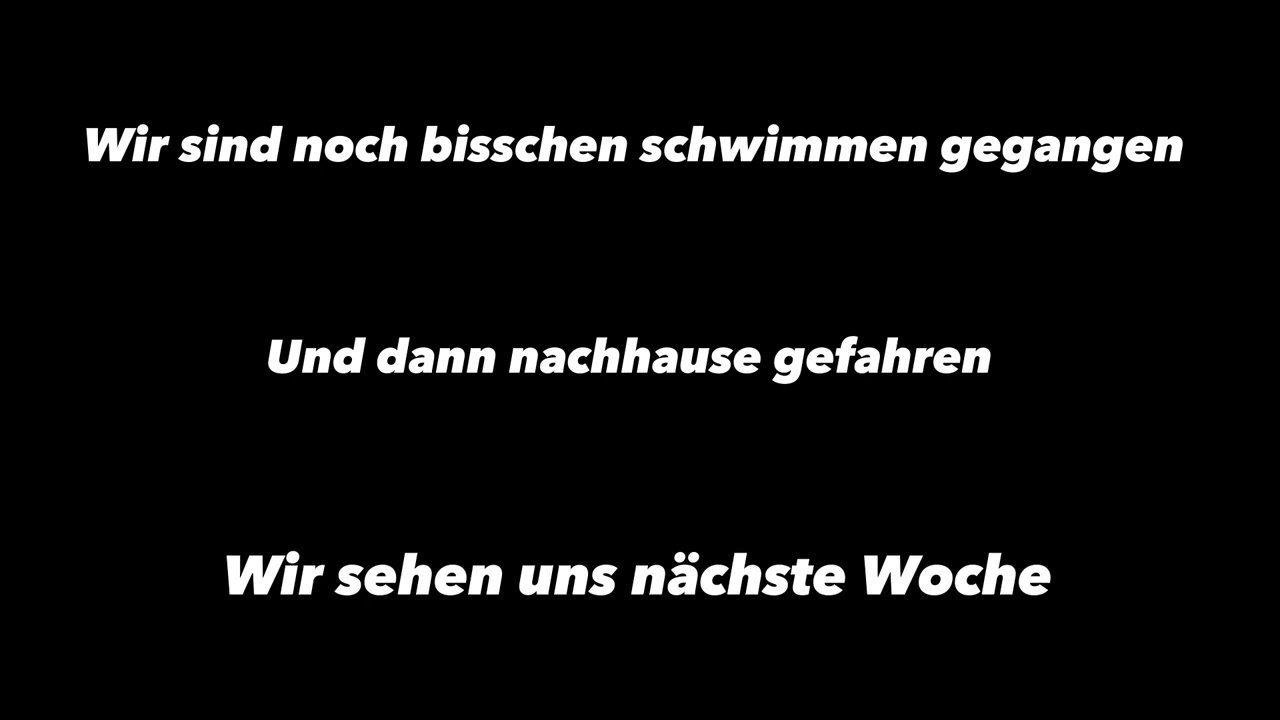 Wir sind noch bisschen schwimmen gegangen
Und dann nachhause gefahren
Wir sehen uns nächste Woche